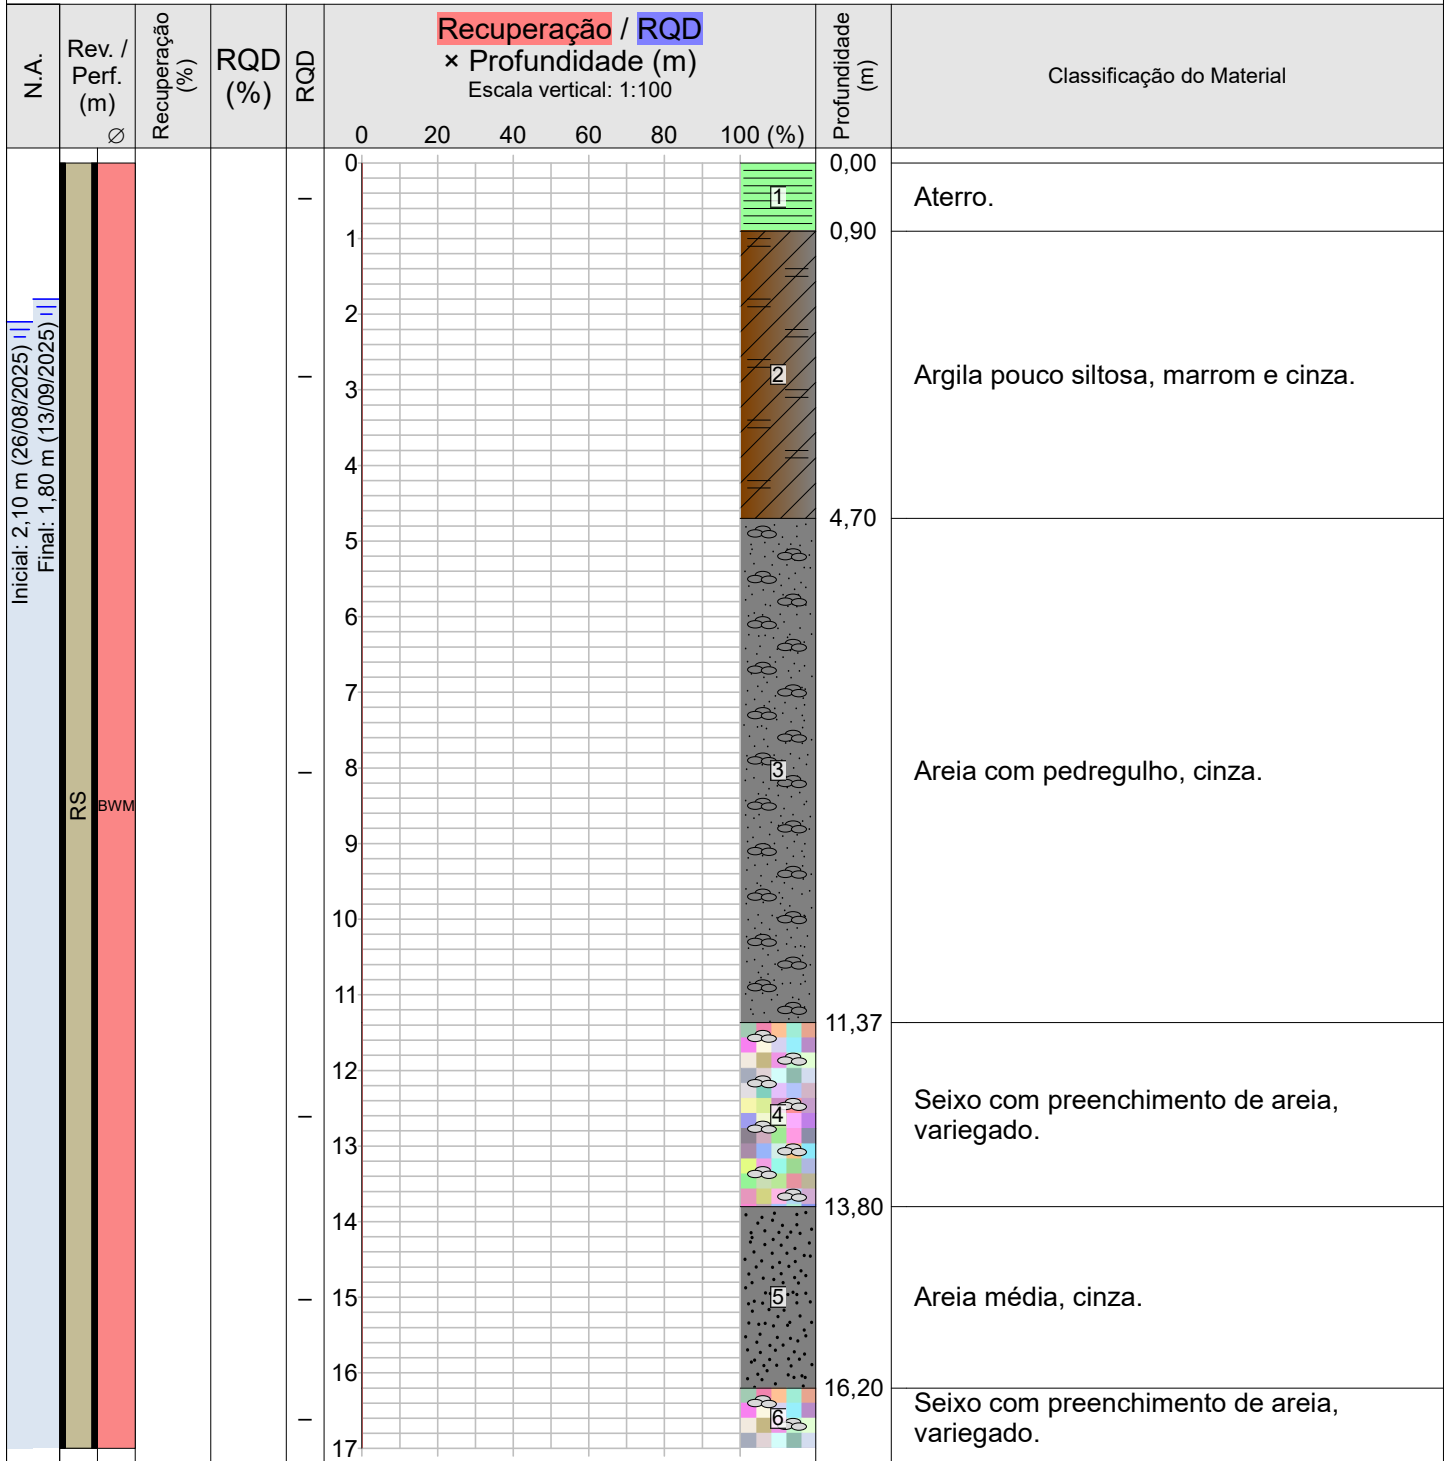 N.A.
Rev. /
Perf.
(m)
∅
Recuperação
(%)
RQD
(%)
RQD
Recuperação / RQD
× Profundidade (m)
Escala vertical: 1:100
0 20 40 60 80 100 (%)
Profundidade
(m)
Classificação do Material
Inicial: 2,10 m (26/08/2025)
Final: 1,80 m (13/09/2025)
RS
BWM
0
1
2
3
4
5
6
7
8
9
10
11
12
13
14
15
16
17
0,00
– 1 Aterro.
0,90
– 2 Argila pouco siltosa, marrom e cinza.
4,70
– 3 Areia com pedregulho, cinza.
11,37
– 4 Seixo com preenchimento de areia,
variegado.
13,80
– 5 Areia média, cinza.
16,20
– 6 Seixo com preenchimento de areia,
variegado.